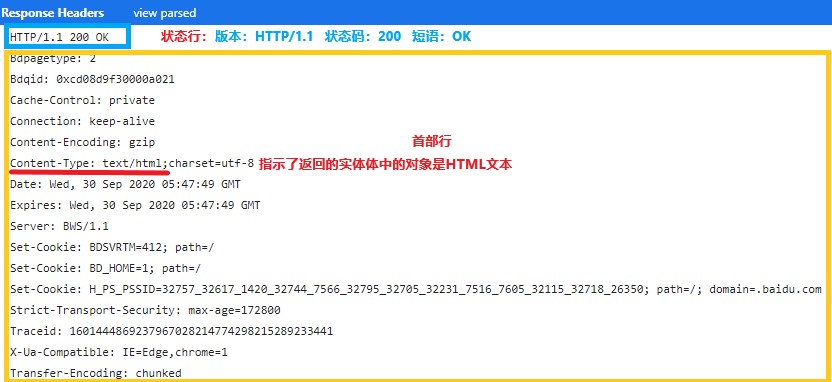 Response Headers view parsed
HTTP/1.1 200 OK 状态行：版本：HTTP/1.1 状态码：200 短语：OK
Bdpagetype: 2
Bdqid: 0xcd08d9f30000a021
Cache-Control: private
Connection: keep-alive
Content-Encoding: gzip 首部行
Content-Type: text/html;charset=utf-8 指示了返回的实体体中的对象是HTML文本
Date: Wed, 30 Sep 2020 05:47:49 GMT
Expires: Wed, 30 Sep 2020 05:47:49 GMT
Server: BWS/1.1
Set-Cookie: BDSVRTM=412; path=/
Set-Cookie: BD_HOME=1; path=/
Set-Cookie: H_PS_PSSID=32757_32617_1420_32744_7566_32795_32705_32231_7516_7605_32115_32718_26350; path=/; domain=.baidu.com
Strict-Transport-Security: max-age=172800
Traceid: 1601444869237967028214774298215289233441
X-Ua-Compatible: IE=Edge,chrome=1
Transfer-Encoding: chunked